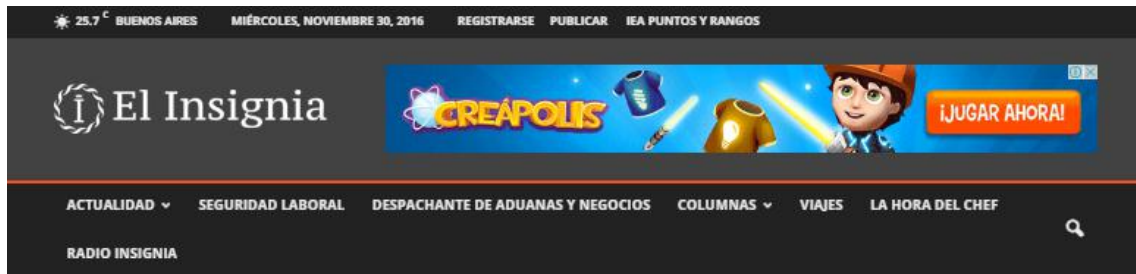 25.7 C BUENOS AIRES MIÉRCOLES, NOVIEMBRE 30, 2016 REGISTRARSE PUBLICAR IEA PUNTOS Y RANGOS
El Insignia
CREÁPOLIS
¡JUGAR AHORA!
ACTUALIDAD SEGURIDAD LABORAL DESPACHANTE DE ADUANAS Y NEGOCIOS COLUMNAS VIAJES LA HORA DEL CHEF
RADIO INSIGNIA